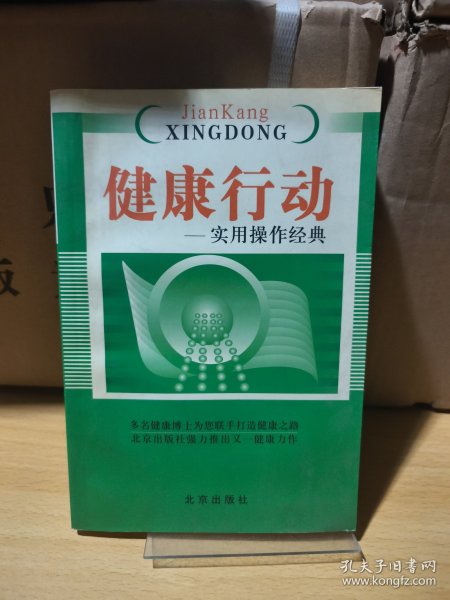 JianKang
XINGDONG
健康行动
—实用操作经典
多名健康博士为您联手打造健康之路
北京出版社强力推出又一健康力作
北京出版社
版
孔夫子旧书网
www.kongfz.com